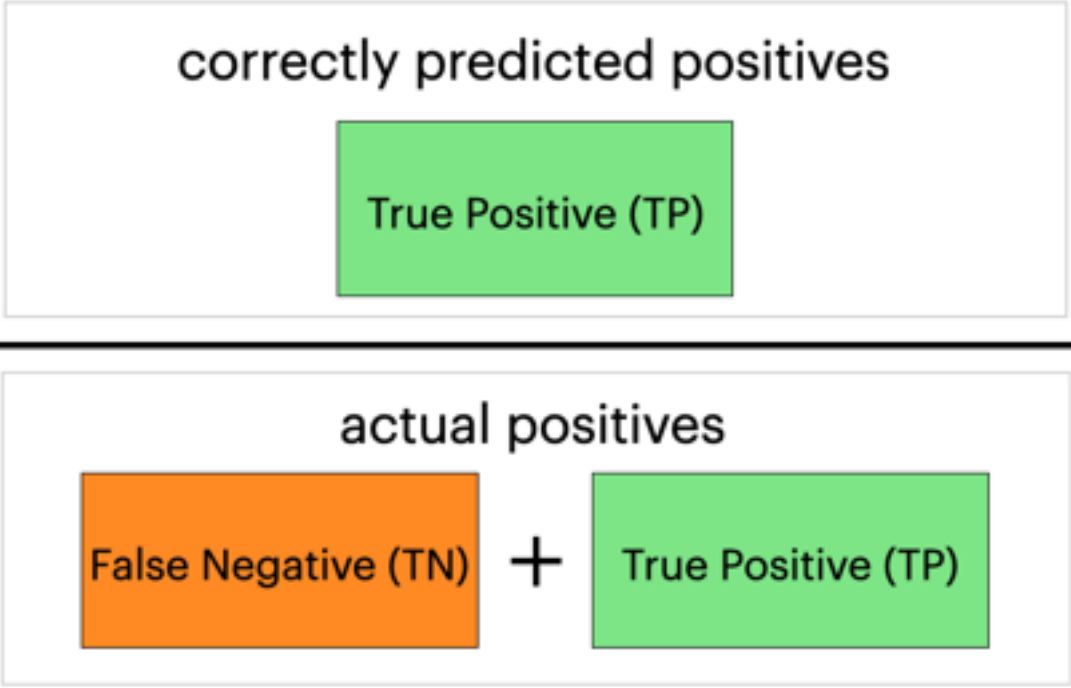 correctly predicted positives
True Positive (TP)
actual positives
False Negative (TN) + True Positive (TP)